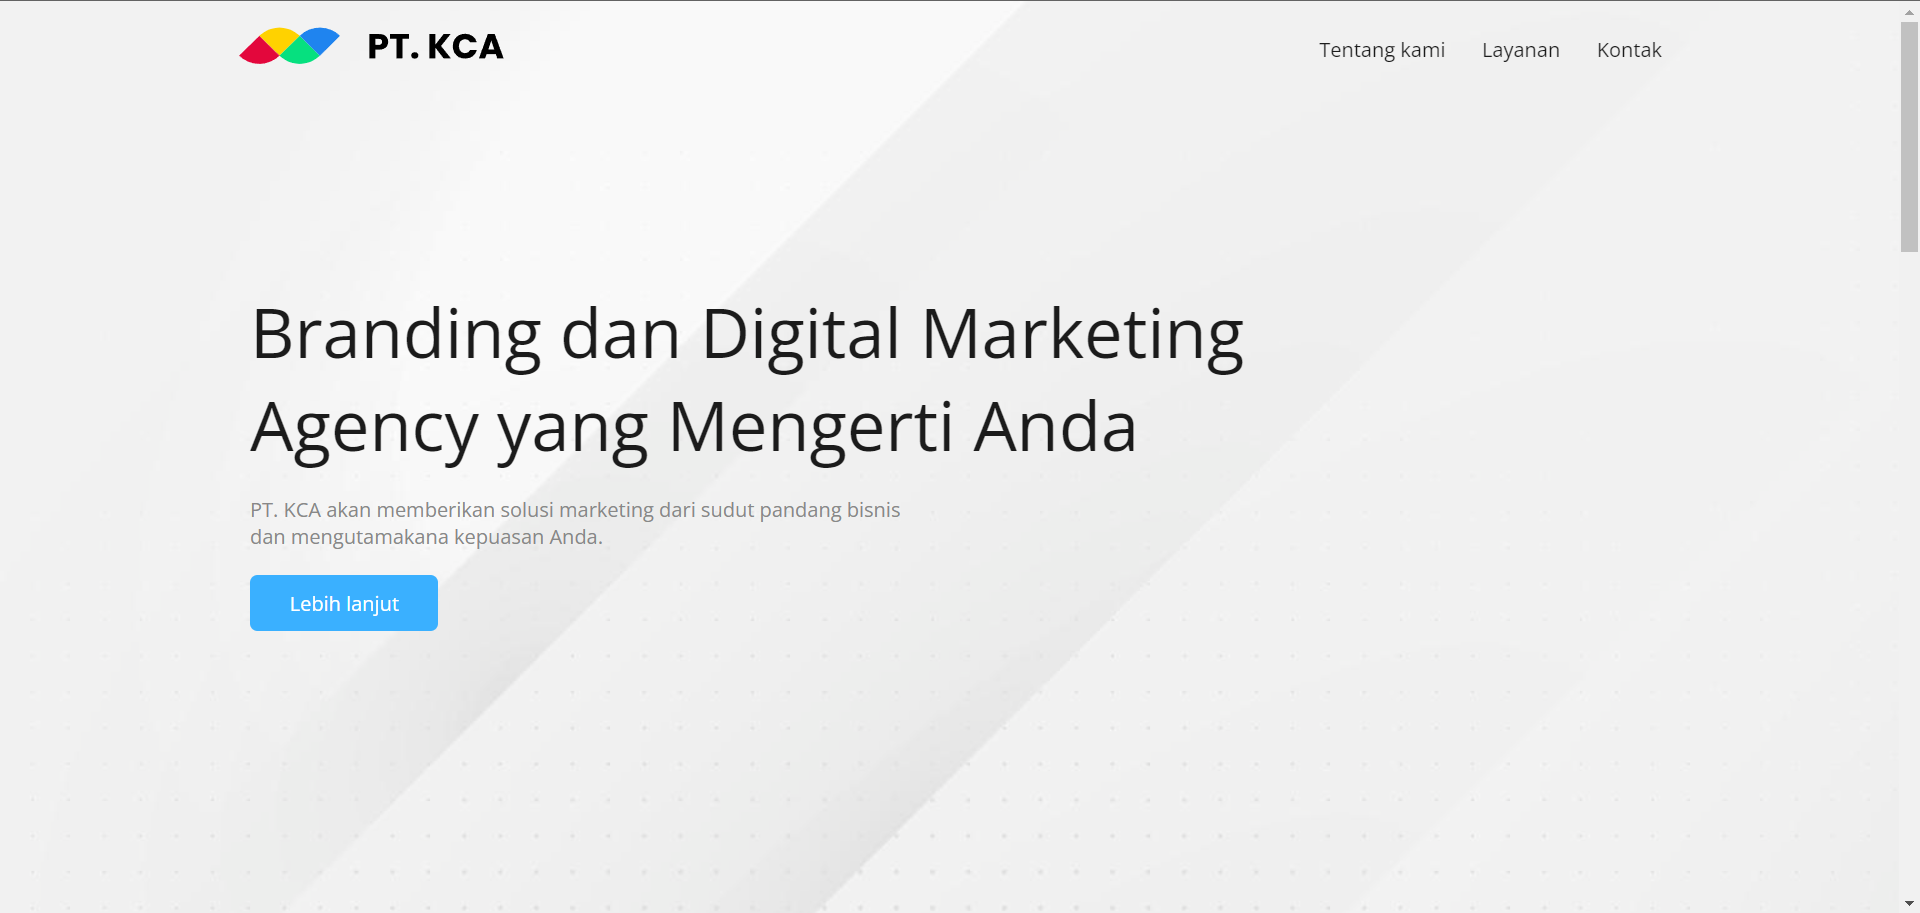 PT. KCA
Tentang kami
Layanan
Kontak
Branding dan Digital Marketing
Agency yang Mengerti Anda
PT. KCA akan memberikan solusi marketing dari sudut pandang bisnis
dan mengutamakana kepuasan Anda.
Lebih lanjut